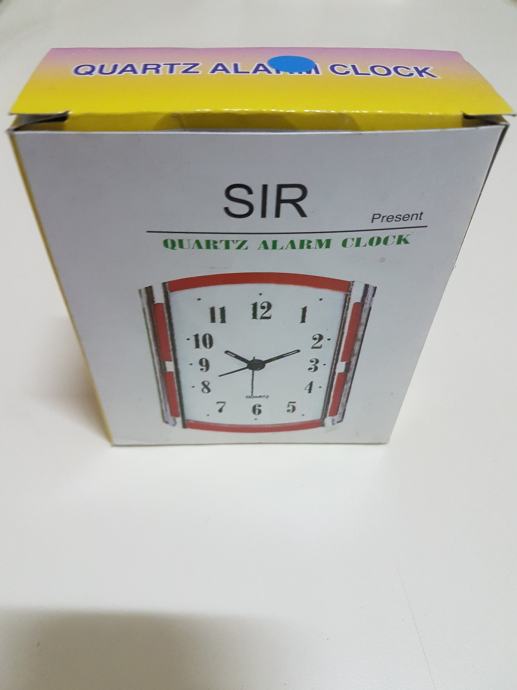 QUARTZ ALARM CLOCK
SIR
Present
QUARTZ ALARM CLOCK
12
11 1
10 2
9 3
8 4
7 5
6
QUARTZ